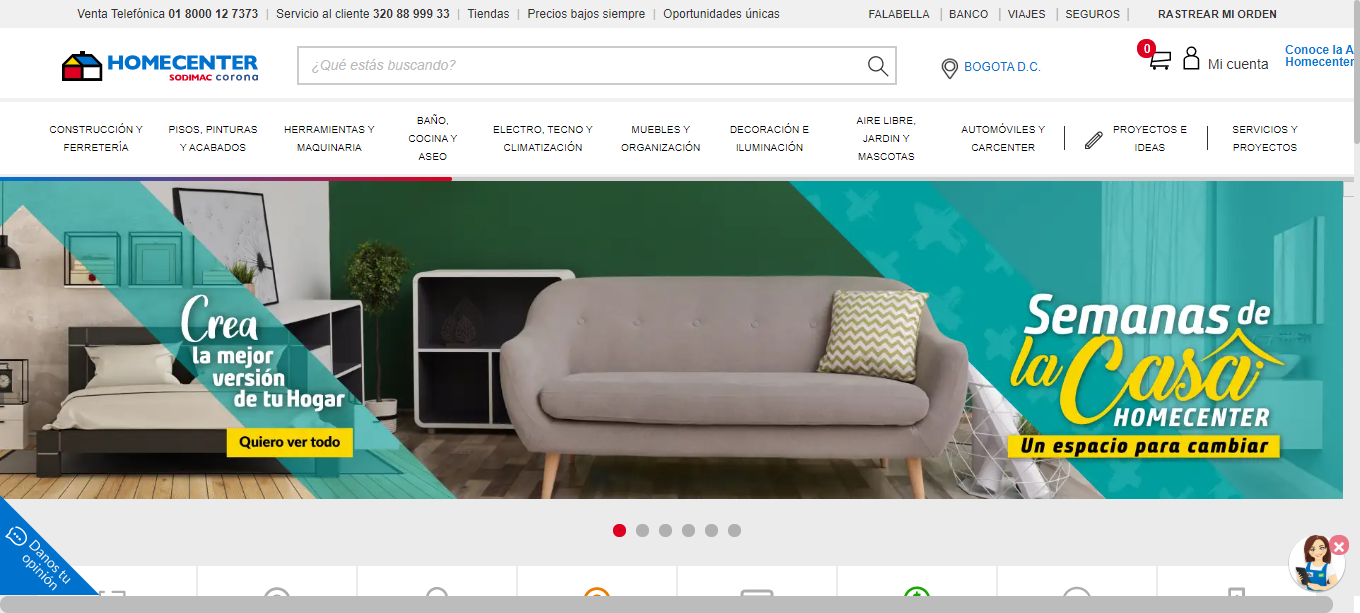 Venta Telefónica 01 8000 12 7373 | Servicio al cliente 320 88 999 33 | Tiendas | Precios bajos siempre | Oportunidades únicas
FALABELLA | BANCO | VIAJES | SEGUROS | RASTREAR MI ORDEN
HOMECENTER
SODIMAC corona
¿Qué estás buscando?
BOGOTA D.C.
0
Mi cuenta
Conoce la A
Homecenter
CONSTRUCCIÓN Y
FERRETERÍA
PISOS, PINTURAS
Y ACABADOS
HERRAMIENTAS Y
MAQUINARIA
BAÑO,
COCINA Y
ASEO
ELECTRO, TECNO Y
CLIMATIZACIÓN
MUEBLES Y
ORGANIZACIÓN
DECORACIÓN E
ILUMINACIÓN
AIRE LIBRE,
JARDIN Y
MASCOTAS
AUTOMÓVILES Y
CARCENTER
PROYECTOS E
IDEAS
SERVICIOS Y
PROYECTOS
Crea
la mejor
versión
de tu Hogar
Quiero ver todo
Semanas de
la Casa
HOMECENTER
Un espacio para cambiar
Danos tu
opinión